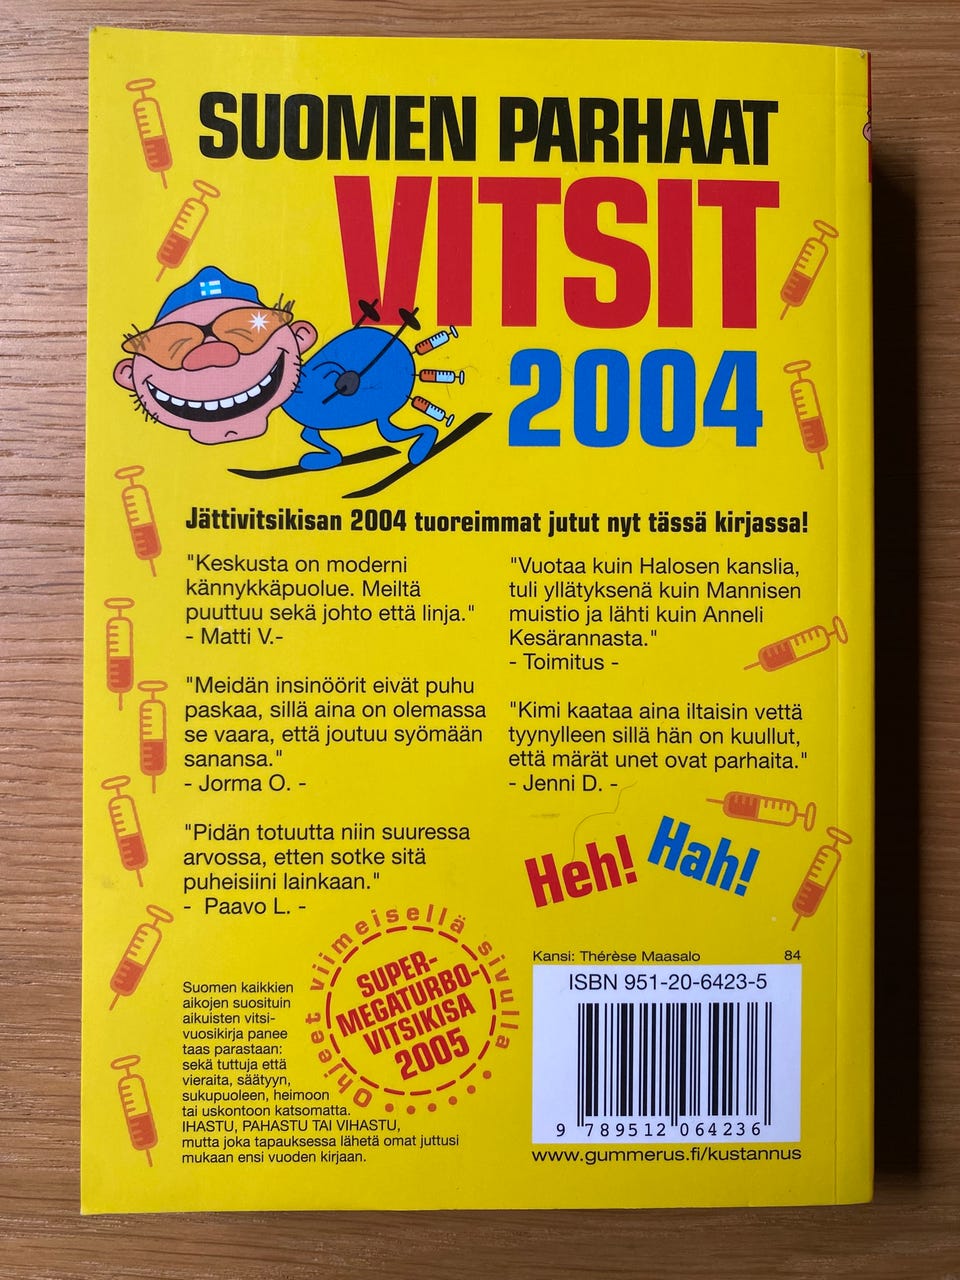 SUOMEN PARHAAT
VITSIT
2004
Jättivitsikisan 2004 tuoreimmat jutut nyt tässä kirjassa!
"Keskusta on moderni
kännykkäpuolue. Meiltä
puuttuu sekä johto että linja."
- Matti V.-
"Meidän insinöörit eivät puhu
paskaa, sillä aina on olemassa
se vaara, että joutuu syömään
sanansa."
- Jorma O. -
"Pidän totuutta niin suuressa
arvossa, etten sotke sitä
puheisiini lainkaan."
- Paavo L. -
"Vuotaa kuin Halosen kanslia,
tuli yllätyksenä kuin Mannisen
muistio ja lähti kuin Anneli
Kesärannasta."
- Toimitus -
"Kimi kaataa aina iltaisin vettä
tyynylleen sillä hän on kuullut,
että märät unet ovat parhaita."
- Jenni D. -
Heh! Hah!
Ohjeet viimeisellä sivulla
SUPER-
MEGATURBO-
VITSIKISA
2005
Suomen kaikkien
aikojen suosituin
aikuisten vitsi-
vuosikirja panee
taas parastaan:
sekä tuttuja että
vieraita, säätyyn,
sukupuoleen, heimoon
tai uskontoon katsomatta.
IHASTU, PAHASTU TAI VIHASTU,
mutta joka tapauksessa lähetä omat juttusi
mukaan ensi vuoden kirjaan.
Kansi: Thérèse Maasalo 84
ISBN 951-20-6423-5
9 789512 064236
www.gummerus.fi/kustannus